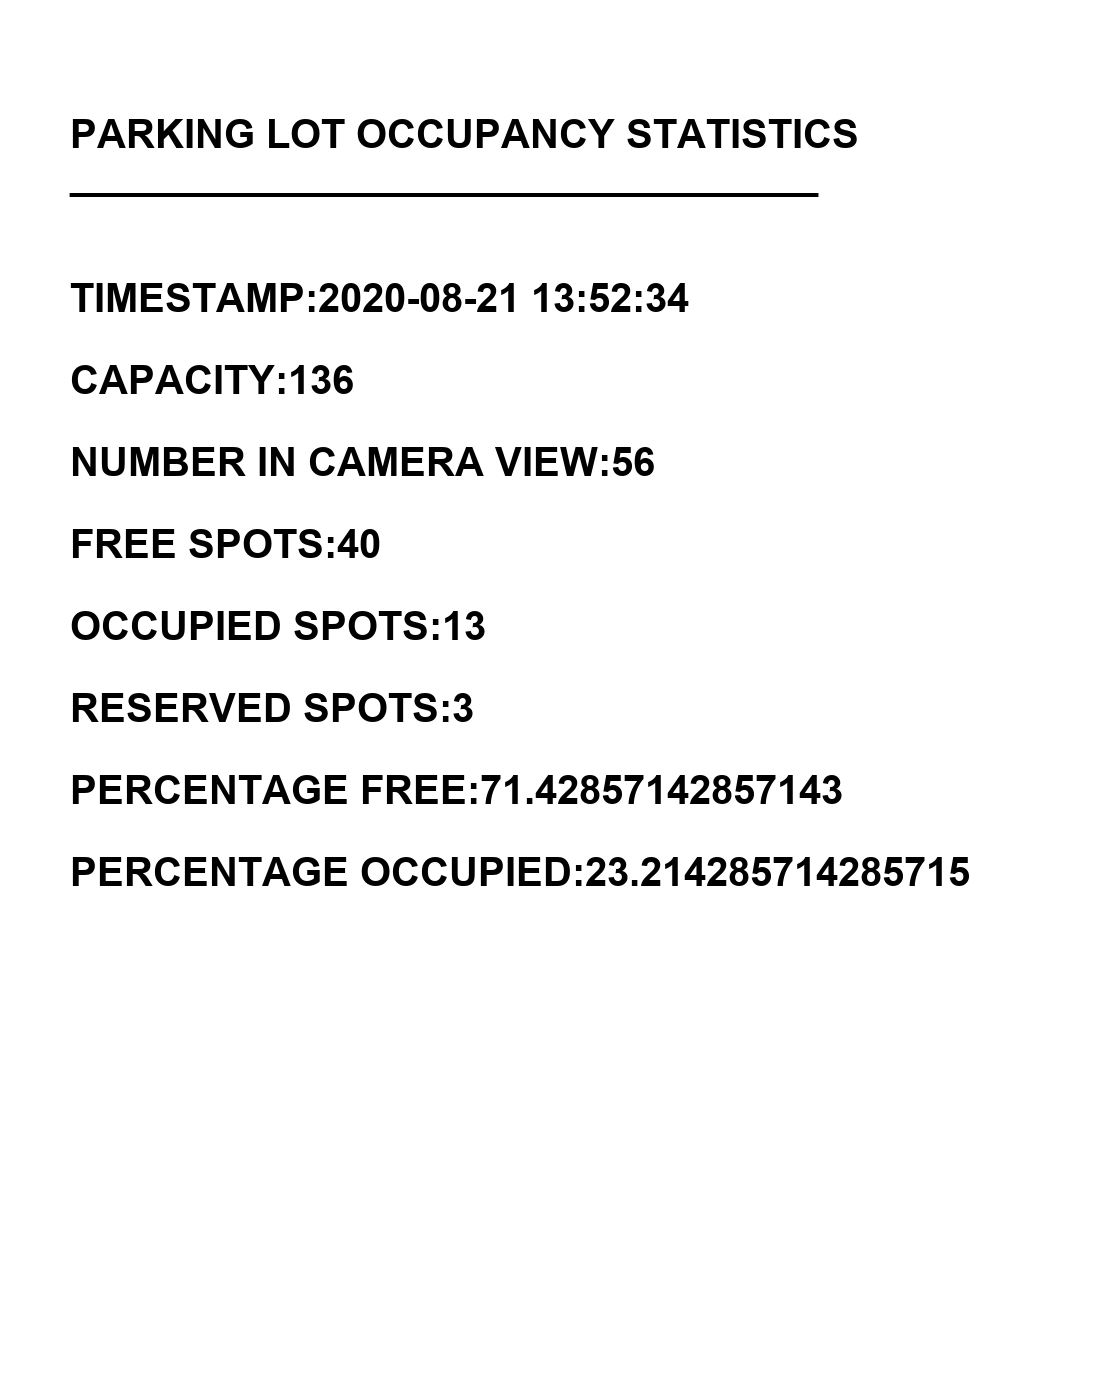 PARKING LOT OCCUPANCY STATISTICS
TIMESTAMP:2020-08-21 13:52:34
CAPACITY:136
NUMBER IN CAMERA VIEW:56
FREE SPOTS:40
OCCUPIED SPOTS:13
RESERVED SPOTS:3
PERCENTAGE FREE:71.42857142857143
PERCENTAGE OCCUPIED:23.214285714285715